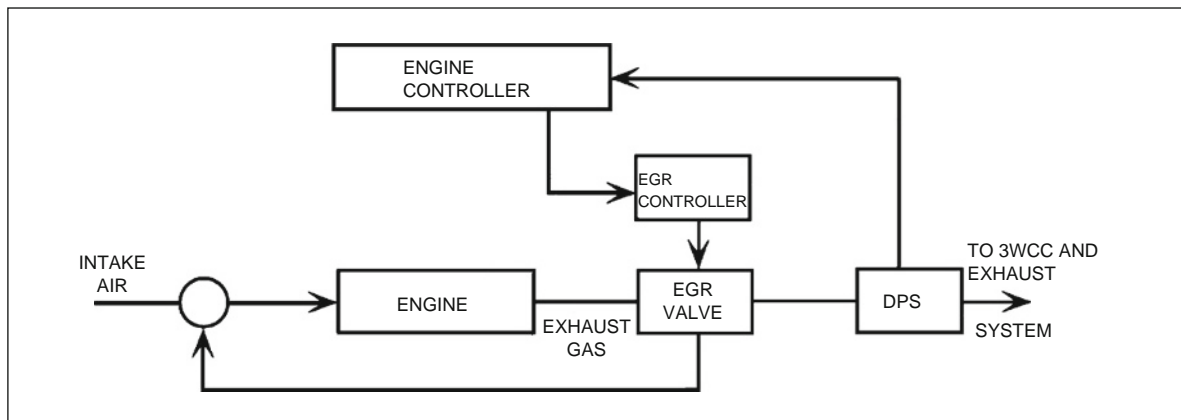 ENGINE
CONTROLLER
EGR
CONTROLLER
INTAKE
AIR
ENGINE
EXHAUST
GAS
EGR
VALVE
DPS
TO 3WCC AND
EXHAUST
SYSTEM